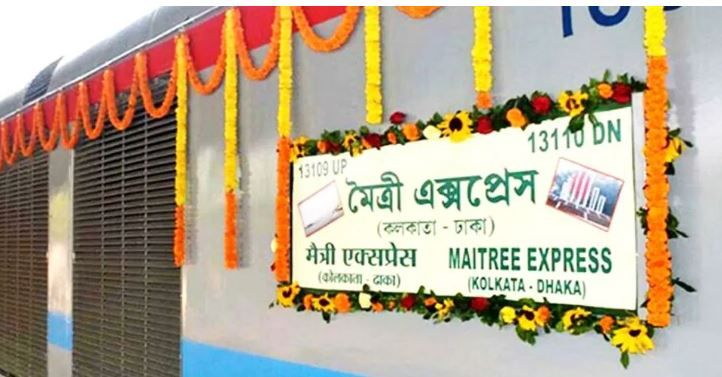 13109 UP
13110 DN
মৈত্রী এক্সপ্রেস
(কলকাতা - ঢাকা)
मैत्री एक्सप्रेस
(कोलकाता - ढाका)
MAITREE EXPRESS
(KOLKATA - DHAKA)